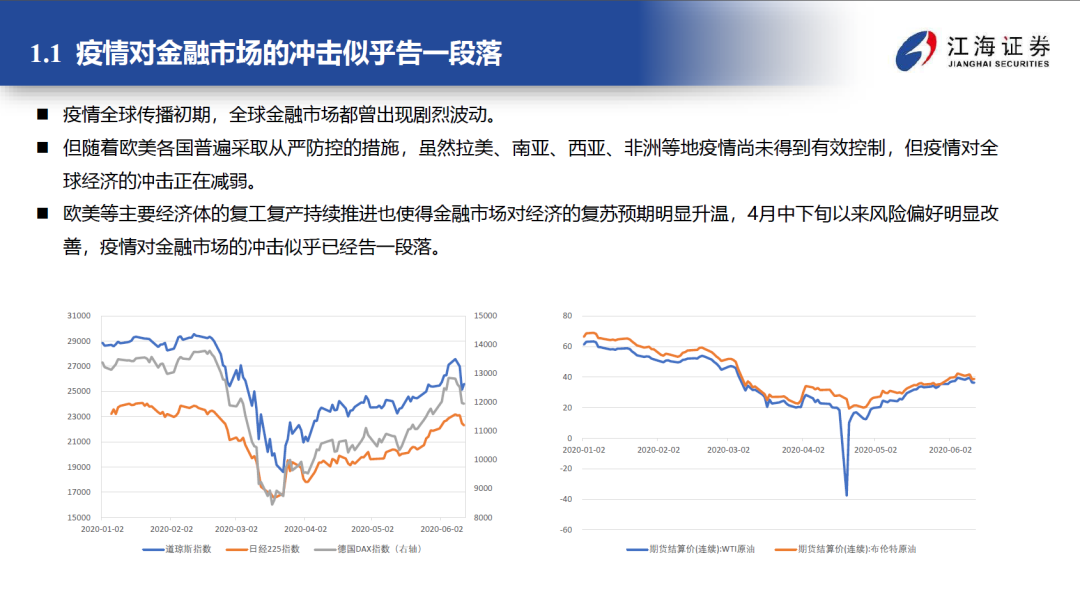 1.1 疫情对金融市场的冲击似乎告一段落
江海证券
JIANGHAI SECURITIES
■ 疫情全球传播初期，全球金融市场都曾出现剧烈波动。
■ 但随着欧美各国普遍采取从严防控的措施，虽然拉美、南亚、西亚、非洲等地疫情尚未得到有效控制，但疫情对全
球经济的冲击正在减弱。
■ 欧美等主要经济体的复工复产持续推进也使得金融市场对经济的复苏预期明显升温，4月中下旬以来风险偏好明显改
善，疫情对金融市场的冲击似乎已经告一段落。
31000
29000
27000
25000
23000
21000
19000
17000
15000
15000
14000
13000
12000
11000
10000
9000
8000
2020-01-02 2020-02-02 2020-03-02 2020-04-02 2020-05-02 2020-06-02
道琼斯指数 日经225指数 德国DAX指数（右轴）
80
60
40
20
0
2020-01-02 2020-02-02 2020-03-02 2020-04-02 2020-05-02 2020-06-02
-20
-40
-60
期货结算价(连续):WTI原油 期货结算价(连续):布伦特原油